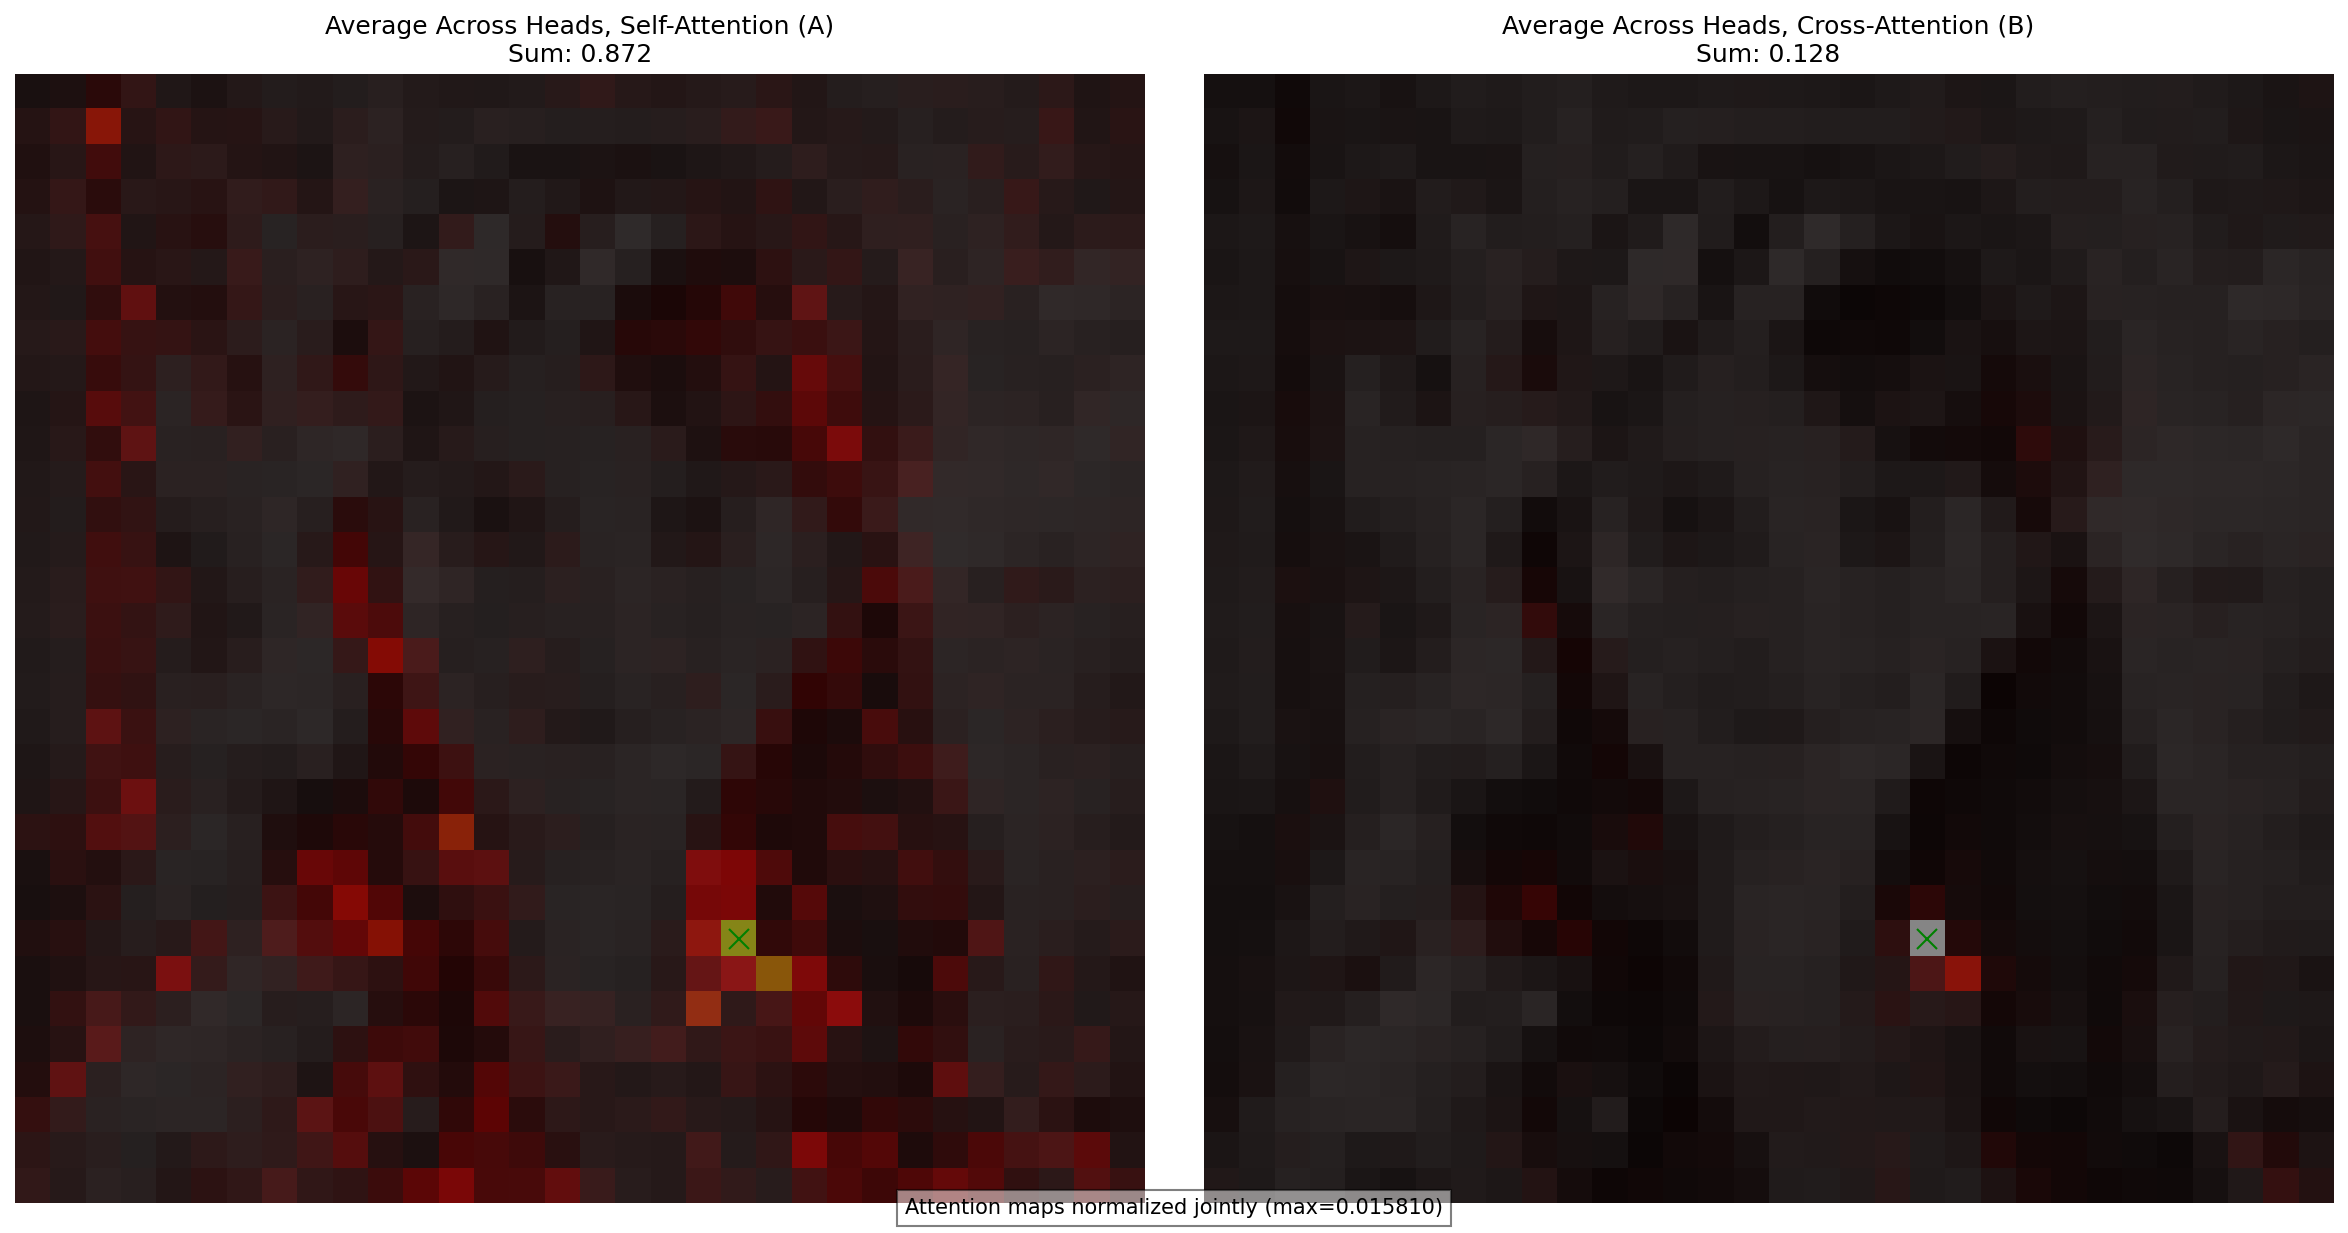 Average Across Heads, Self-Attention (A)
Sum: 0.872
Average Across Heads, Cross-Attention (B)
Sum: 0.128
Attention maps normalized jointly (max=0.015810)